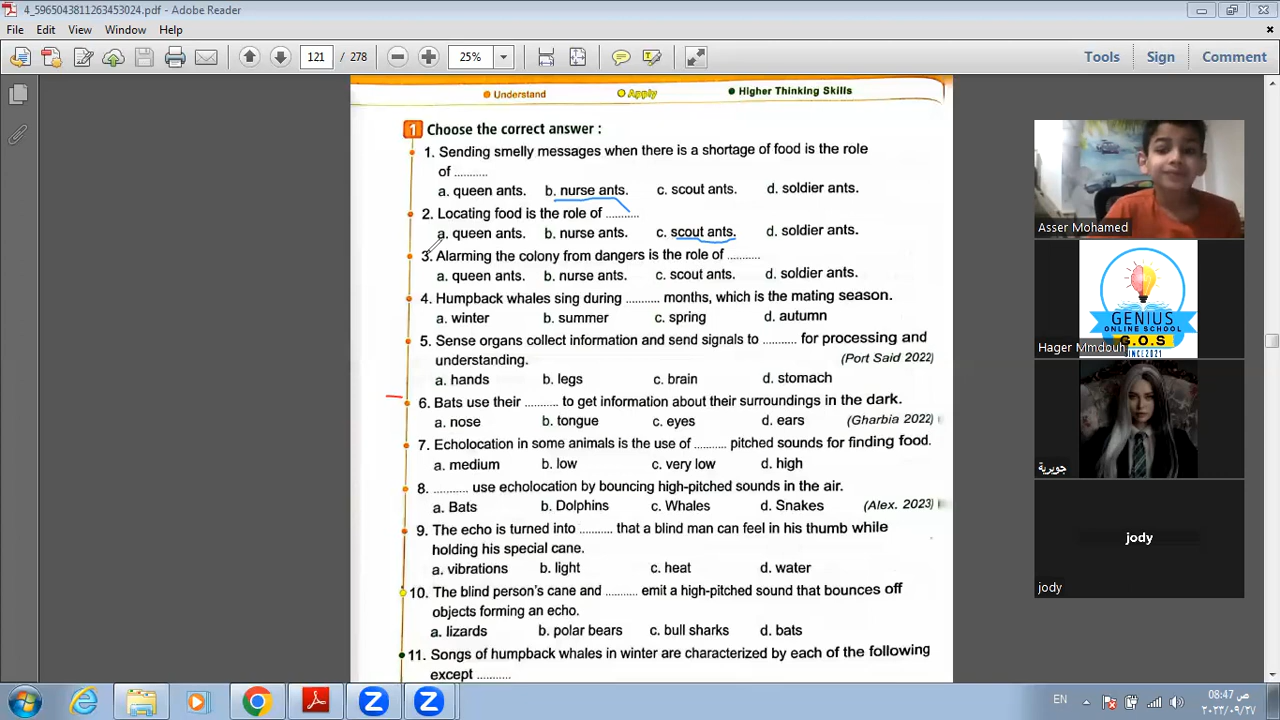 4_5965043811263453024.pdf - Adobe Reader
File Edit View Window Help
121 / 278 25% Tools Sign Comment
Understand Apply Higher Thinking Skills
1 Choose the correct answer :
1. Sending smelly messages when there is a shortage of food is the role
of ..........
a. queen ants. b. nurse ants. c. scout ants. d. soldier ants.
2. Locating food is the role of ..........
a. queen ants. b. nurse ants. c. scout ants. d. soldier ants.
3. Alarming the colony from dangers is the role of ..........
a. queen ants. b. nurse ants. c. scout ants. d. soldier ants.
4. Humpback whales sing during .......... months, which is the mating season.
a. winter b. summer c. spring d. autumn
5. Sense organs collect information and send signals to .......... for processing and
understanding. (Port Said 2022)
a. hands b. legs c. brain d. stomach
6. Bats use their .......... to get information about their surroundings in the dark.
a. nose b. tongue c. eyes d. ears (Gharbia 2022)
7. Echolocation in some animals is the use of .......... pitched sounds for finding food.
a. medium b. low c. very low d. high
8. .......... use echolocation by bouncing high-pitched sounds in the air.
a. Bats b. Dolphins c. Whales d. Snakes (Alex. 2023)
9. The echo is turned into .......... that a blind man can feel in his thumb while
holding his special cane.
a. vibrations b. light c. heat d. water
10. The blind person's cane and .......... emit a high-pitched sound that bounces off
objects forming an echo.
a. lizards b. polar bears c. bull sharks d. bats
11. Songs of humpback whales in winter are characterized by each of the following
except ..........
Asser Mohamed
GENIUS
ONLINE SCHOOL
G.O.S
SINCE 2021
Hager Mmdouh
جويرية
jody
jody
EN
08:47 ص
٢٠٢٣/٠٩/٢٧